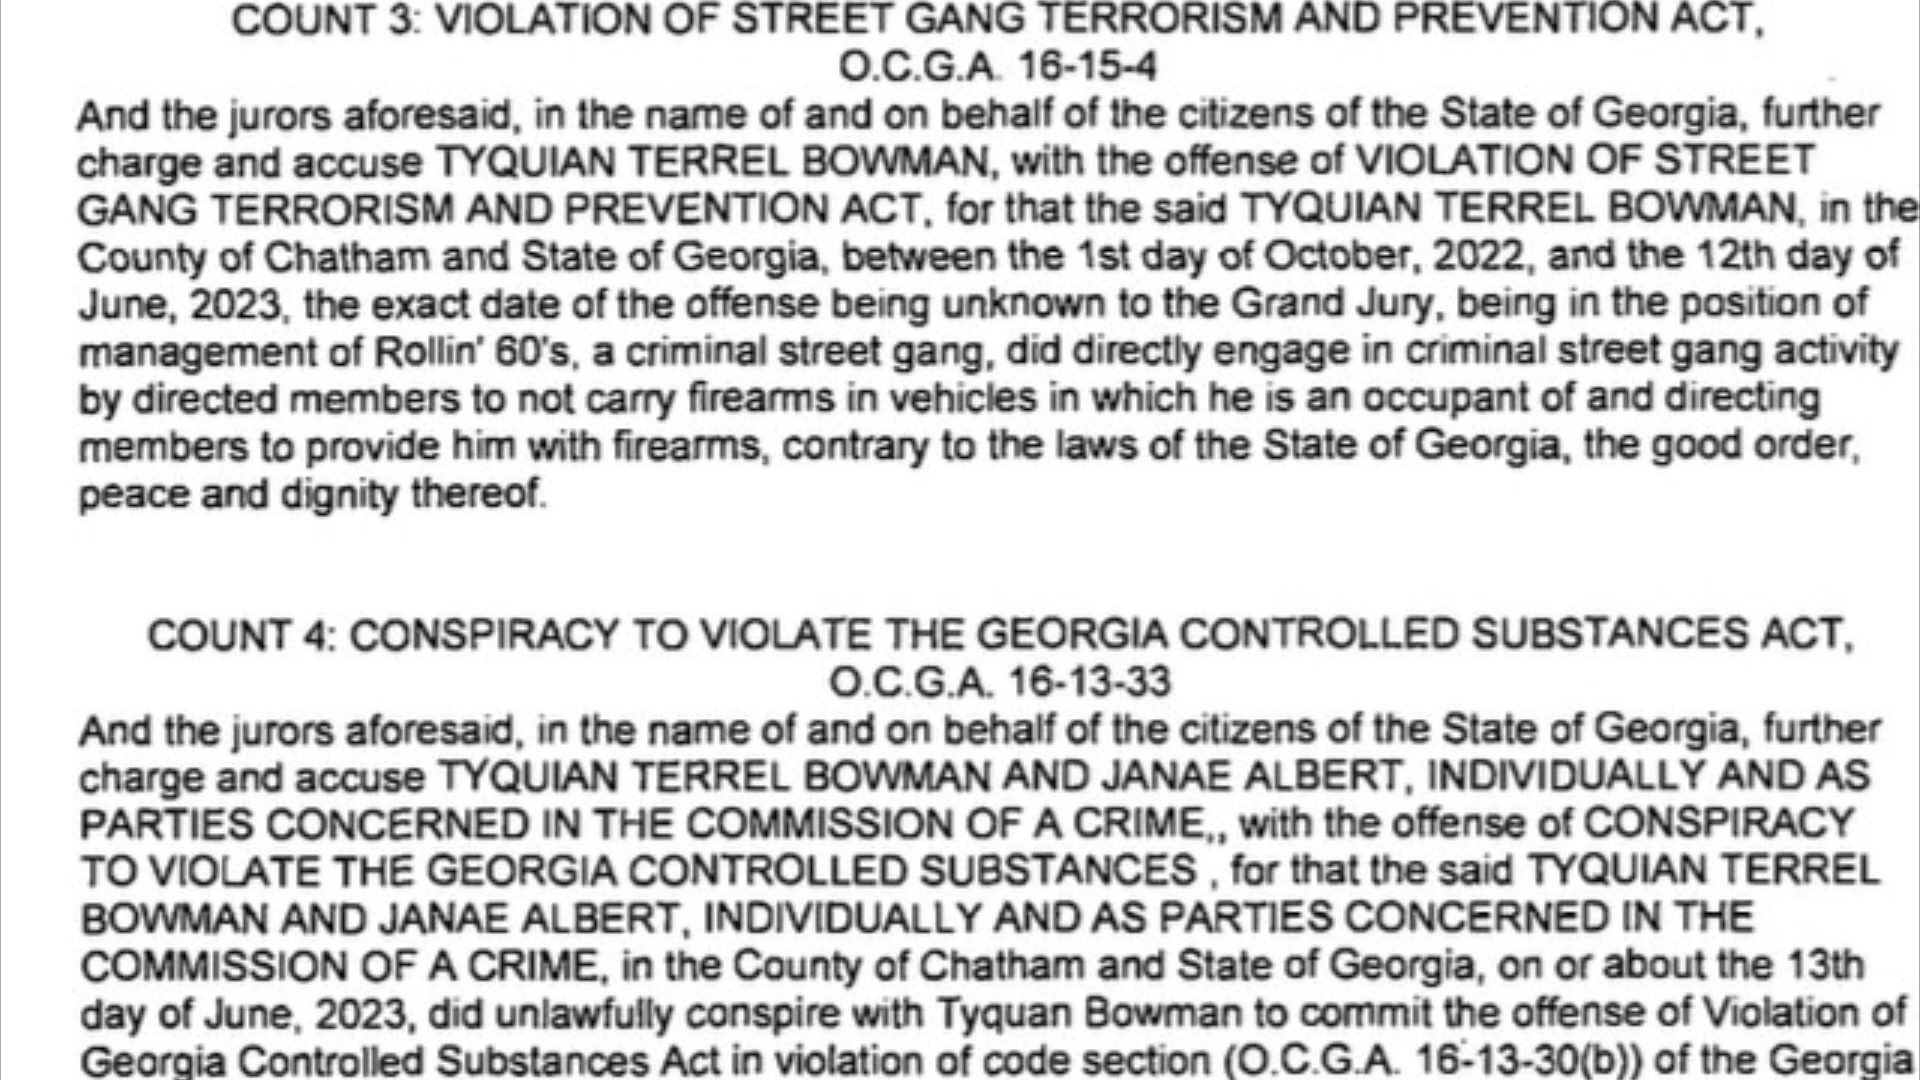 COUNT 3: VIOLATION OF STREET GANG TERRORISM AND PREVENTION ACT,
O.C.G.A. 16-15-4
And the jurors aforesaid, in the name of and on behalf of the citizens of the State of Georgia, further
charge and accuse TYQUIAN TERREL BOWMAN, with the offense of VIOLATION OF STREET
GANG TERRORISM AND PREVENTION ACT, for that the said TYQUIAN TERREL BOWMAN, in the
County of Chatham and State of Georgia, between the 1st day of October, 2022, and the 12th day of
June, 2023, the exact date of the offense being unknown to the Grand Jury, being in the position of
management of Rollin' 60's, a criminal street gang, did directly engage in criminal street gang activity
by directed members to not carry firearms in vehicles in which he is an occupant of and directing
members to provide him with firearms, contrary to the laws of the State of Georgia, the good order,
peace and dignity thereof.
COUNT 4: CONSPIRACY TO VIOLATE THE GEORGIA CONTROLLED SUBSTANCES ACT,
O.C.G.A. 16-13-33
And the jurors aforesaid, in the name of and on behalf of the citizens of the State of Georgia, further
charge and accuse TYQUIAN TERREL BOWMAN AND JANAE ALBERT, INDIVIDUALLY AND AS
PARTIES CONCERNED IN THE COMMISSION OF A CRIME,, with the offense of CONSPIRACY
TO VIOLATE THE GEORGIA CONTROLLED SUBSTANCES , for that the said TYQUIAN TERREL
BOWMAN AND JANAE ALBERT, INDIVIDUALLY AND AS PARTIES CONCERNED IN THE
COMMISSION OF A CRIME, in the County of Chatham and State of Georgia, on or about the 13th
day of June, 2023, did unlawfully conspire with Tyquan Bowman to commit the offense of Violation of
Georgia Controlled Substances Act in violation of code section (O.C.G.A. 16-13-30(b)) of the Georgia